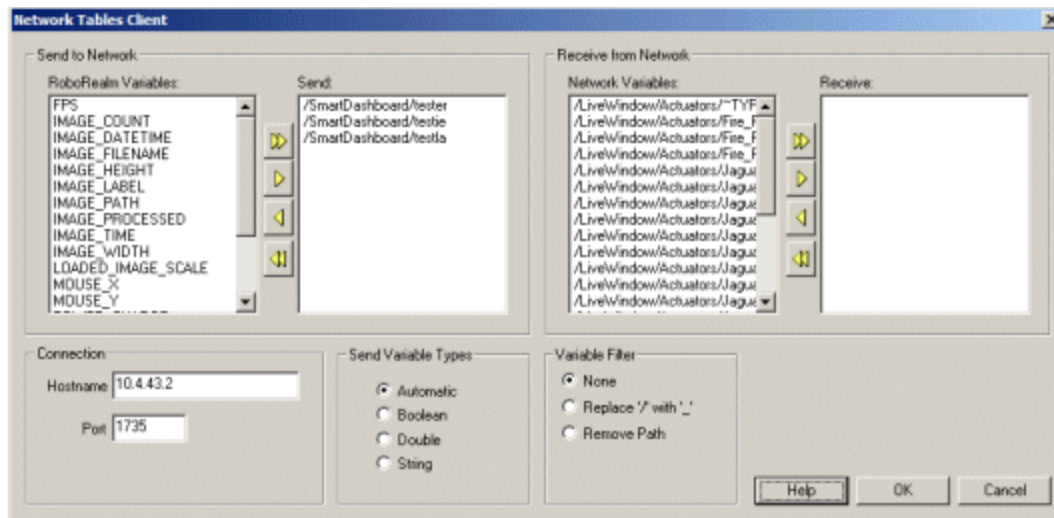 Network Tables Client
Send to Network
RoboRealm Variables:
FPS
IMAGE_COUNT
IMAGE_DATETIME
IMAGE_FILENAME
IMAGE_HEIGHT
IMAGE_LABEL
IMAGE_PATH
IMAGE_PROCESSED
IMAGE_TIME
IMAGE_WIDTH
LOADED_IMAGE_SCALE
MOUSE_X
MOUSE_Y
Send:
/SmartDashboard/tester
/SmartDashboard/testie
/SmartDashboard/testla
Receive from Network
Network Variables:
/LiveWindow/Actuators/~TYF
/LiveWindow/Actuators/Fire_F
/LiveWindow/Actuators/Fire_F
/LiveWindow/Actuators/Fire_F
/LiveWindow/Actuators/Jagua
/LiveWindow/Actuators/Jagua
/LiveWindow/Actuators/Jagua
/LiveWindow/Actuators/Jagua
/LiveWindow/Actuators/Jagua
/LiveWindow/Actuators/Jagua
/LiveWindow/Actuators/Jagua
/LiveWindow/Actuators/Jagua
/LiveWindow/Actuators/Jagua
Receive:
Connection
Hostname 10.4.43.2
Port 1735
Send Variable Types
Automatic
Boolean
Double
String
Variable Filter
None
Replace '/' with '_'
Remove Path
Help
OK
Cancel